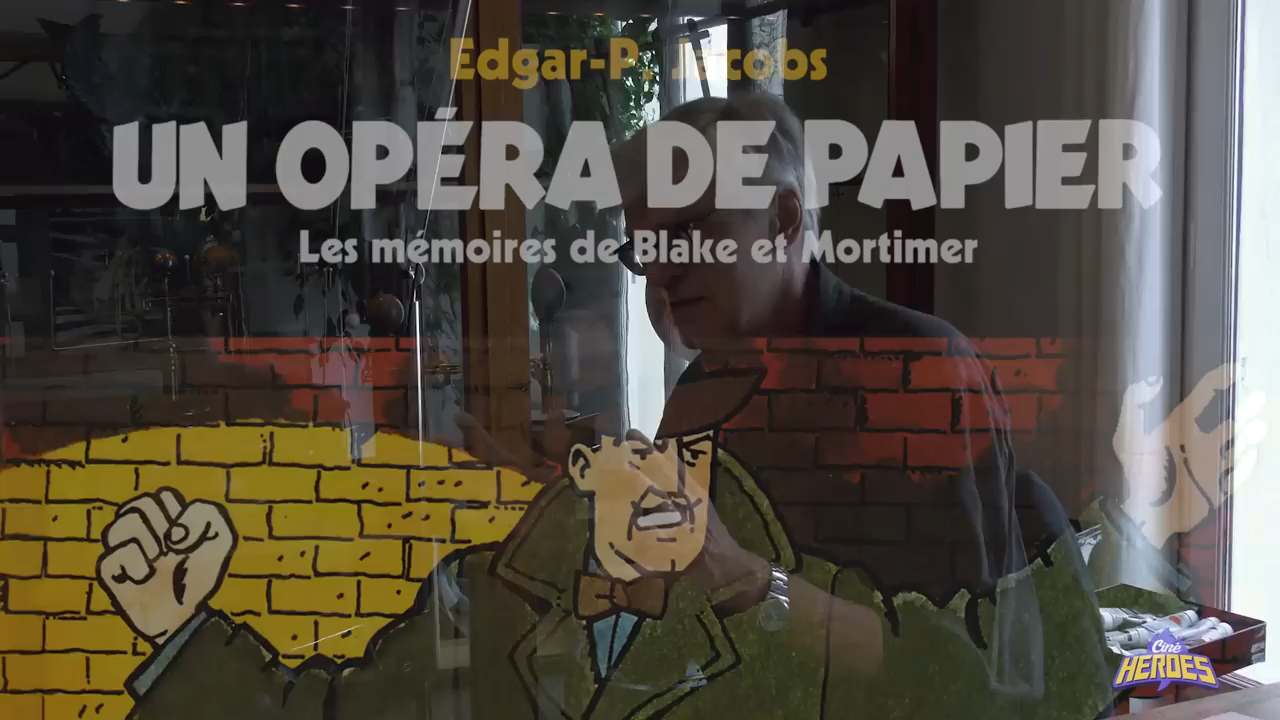 Edgar-P. Jacobs
UN OPÉRA DE PAPIER
Les mémoires de Blake et Mortimer
Ciné
HEROES